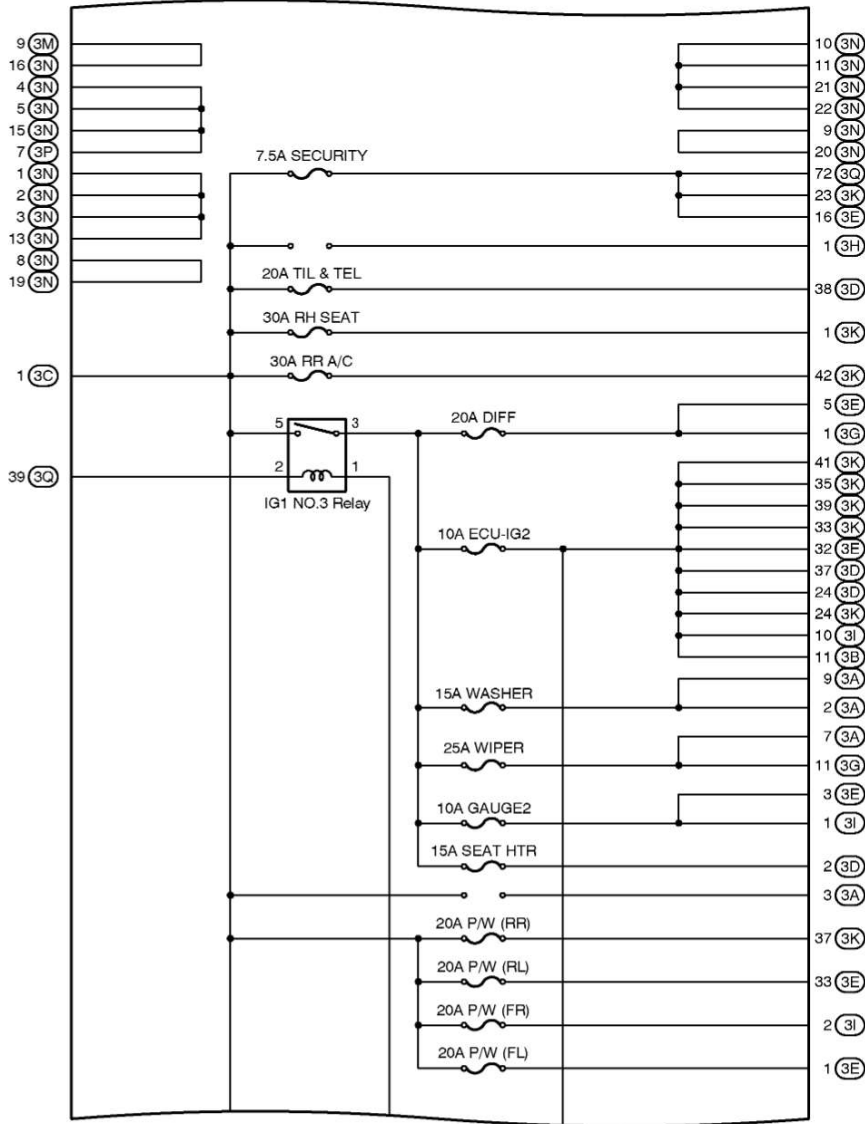 9 3M
16 3N
4 3N
5 3N
15 3N
7 3P
1 3N
2 3N
3 3N
13 3N
8 3N
19 3N
1 3C
39 3Q
7.5A SECURITY
20A TIL & TEL
30A RH SEAT
30A RR A/C
5 3
2 1
IG1 NO.3 Relay
20A DIFF
10A ECU-IG2
15A WASHER
25A WIPER
10A GAUGE2
15A SEAT HTR
20A P/W (RR)
20A P/W (RL)
20A P/W (FR)
20A P/W (FL)
10 3N
11 3N
21 3N
22 3N
9 3N
20 3N
72 3Q
23 3K
16 3E
1 3H
38 3D
1 3K
42 3K
5 3E
1 3G
41 3K
35 3K
39 3K
33 3K
32 3E
37 3D
24 3D
24 3K
10 3I
11 3B
9 3A
2 3A
7 3A
11 3G
3 3E
1 3I
2 3D
3 3A
37 3K
33 3E
2 3I
1 3E